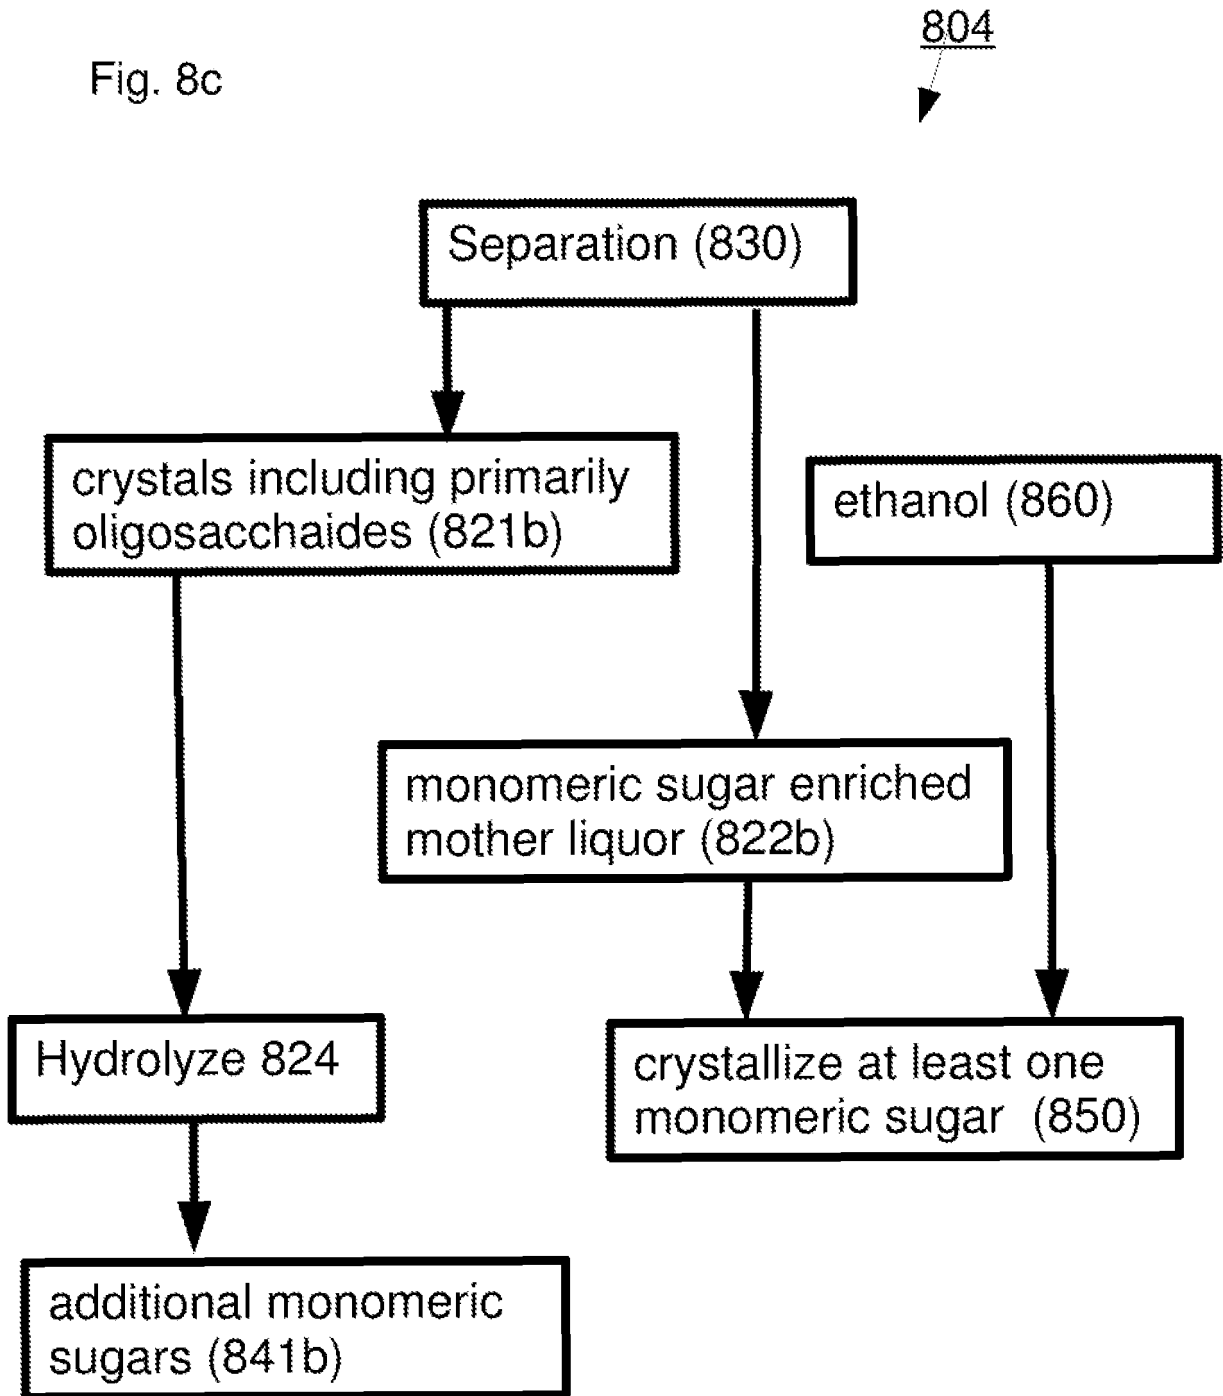 804
Fig. 8c
Separation (830)
crystals including primarily
oligosacchaides (821b)
ethanol (860)
monomeric sugar enriched
mother liquor (822b)
Hydrolyze 824
crystallize at least one
monomeric sugar (850)
additional monomeric
sugars (841b)